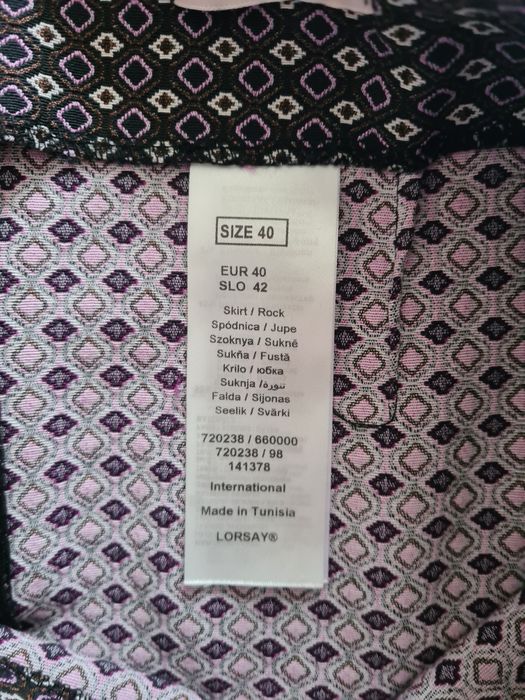 SIZE 40
EUR 40
SLO 42
Skirt / Rock
Spódnica / Jupe
Szoknya / Sukně
Sukňa / Fustă
Krilo / юбка
Suknja / تنورة
Falda / Sijonas
Seelik / Svārki
720238 / 660000
720238 / 98
141378
International
Made in Tunisia
LORSAY®